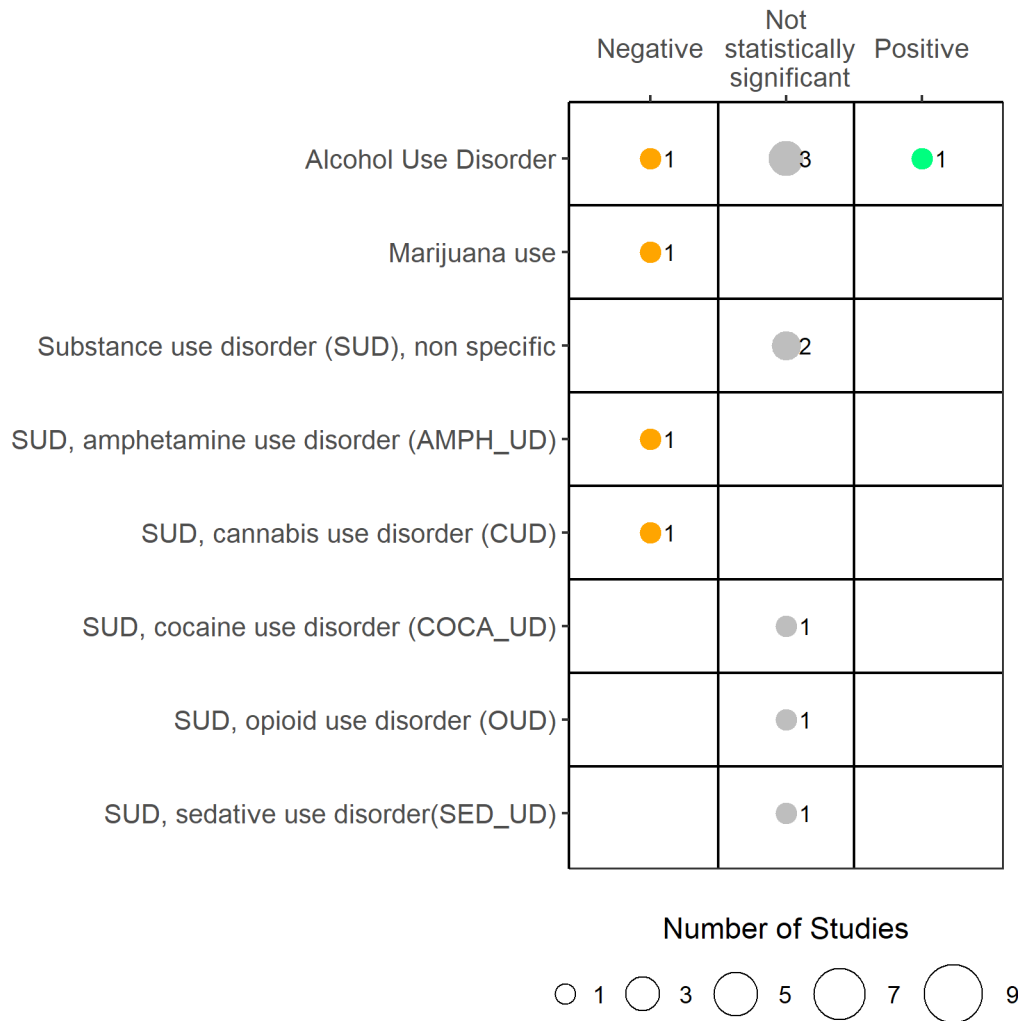 Not
Negative statistically Positive
significant
Alcohol Use Disorder 1 3 1
Marijuana use 1
Substance use disorder (SUD), non specific 2
SUD, amphetamine use disorder (AMPH_UD) 1
SUD, cannabis use disorder (CUD) 1
SUD, cocaine use disorder (COCA_UD) 1
SUD, opioid use disorder (OUD) 1
SUD, sedative use disorder(SED_UD) 1
Number of Studies
1 3 5 7 9